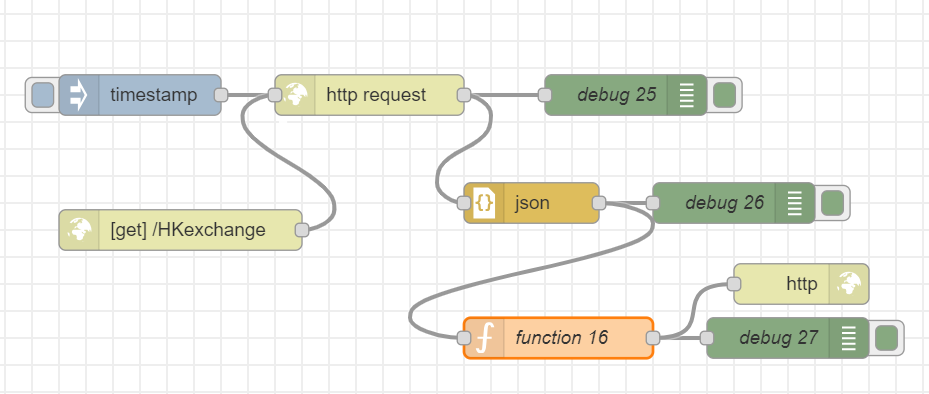 timestamp
http request
debug 25
{}
json
debug 26
[get] /HKexchange
http
f
function 16
debug 27